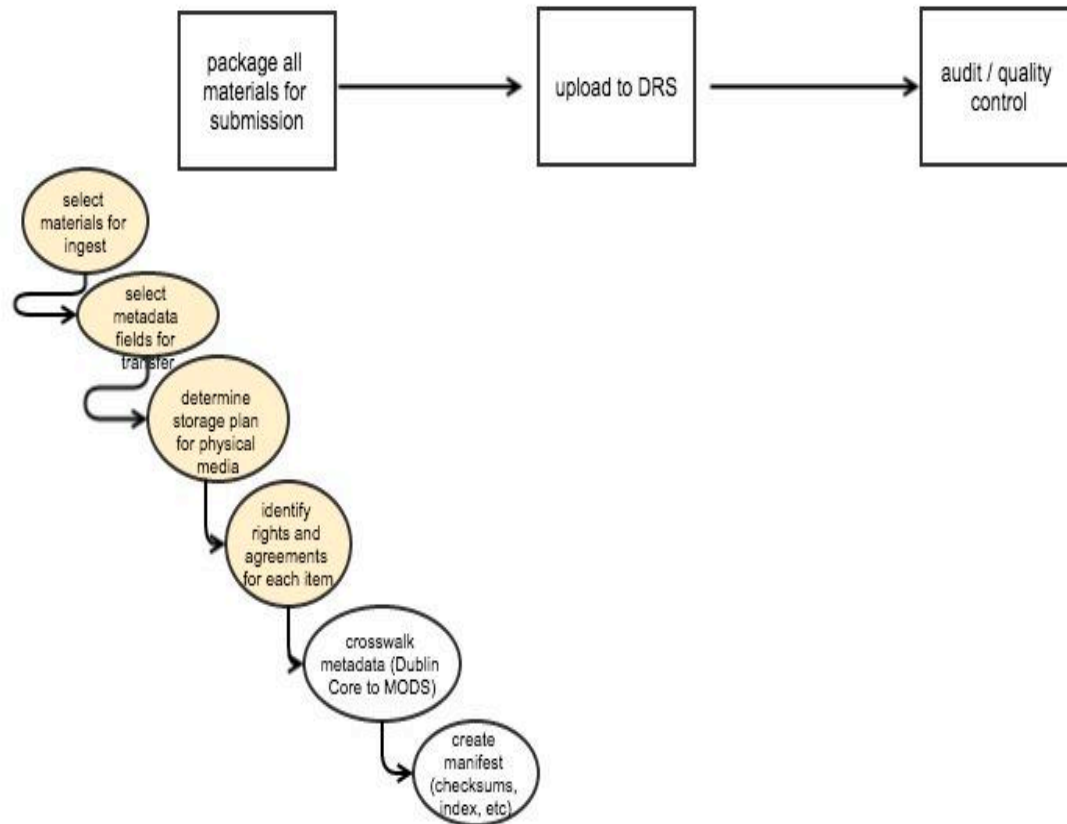 package all
materials for
submission
upload to DRS
audit / quality
control
select
materials for
ingest
select
metadata
fields for
transfer
determine
storage plan
for physical
media
identify
rights and
agreements
for each item
crosswalk
metadata (Dublin
Core to MODS)
create
manifest
(checksums,
index, etc)